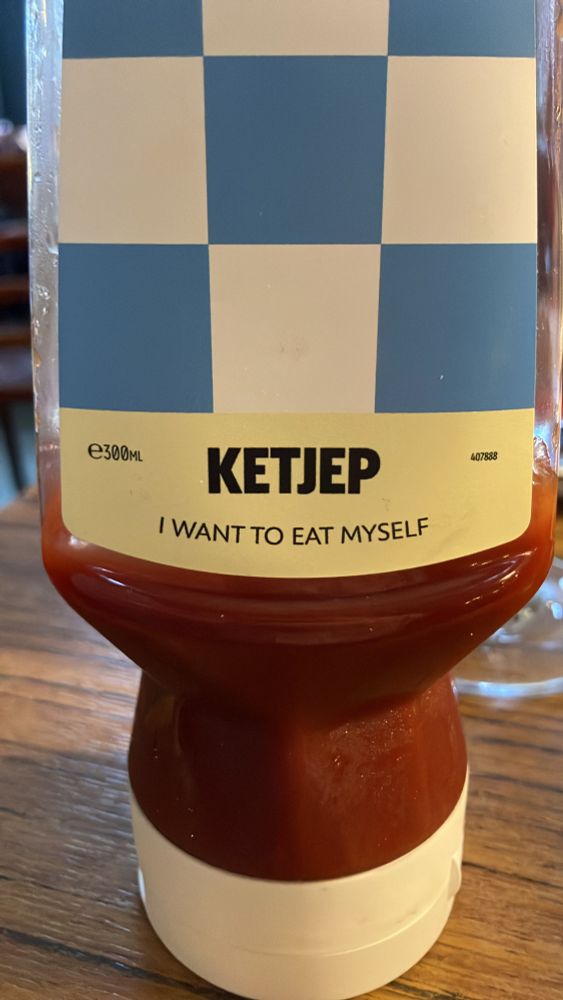 ℮300ML
KETJEP
407888
I WANT TO EAT MYSELF